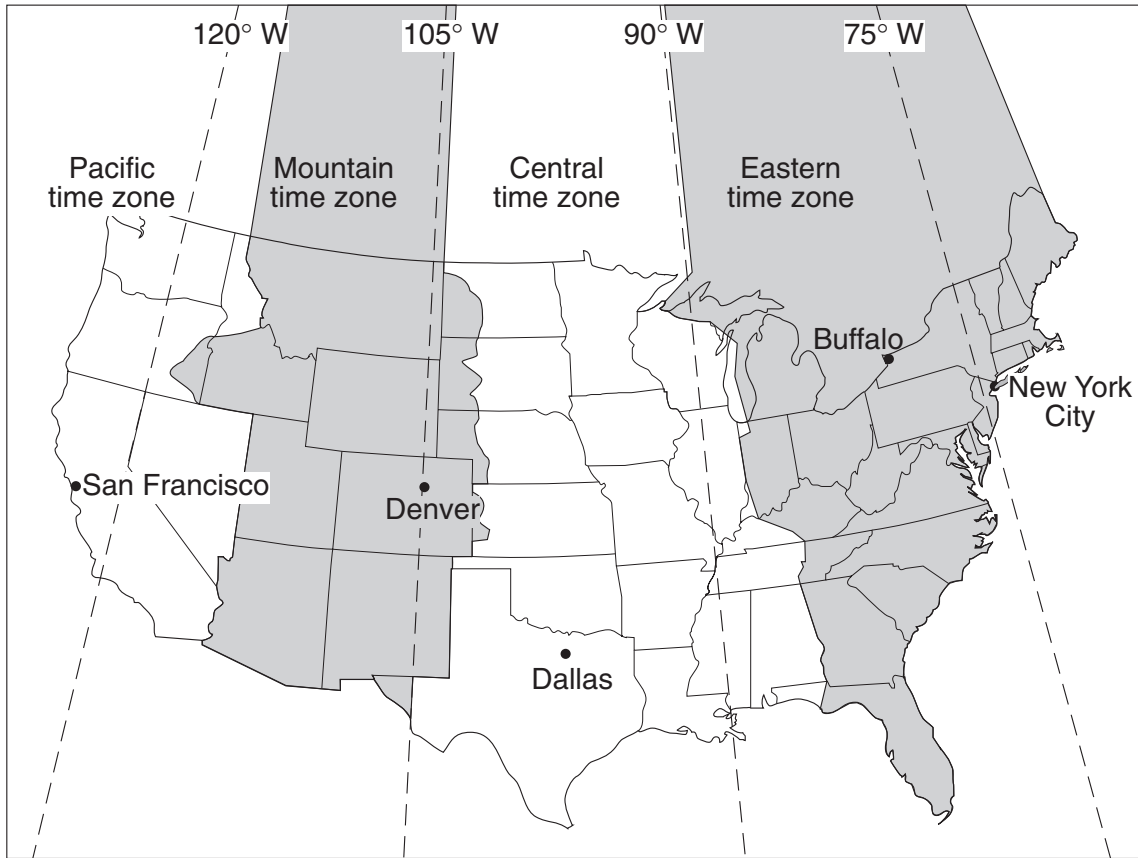 120° W
105° W
90° W
75° W
Pacific
time zone
Mountain
time zone
Central
time zone
Eastern
time zone
Buffalo
New York
City
San Francisco
Denver
Dallas